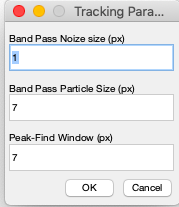 Tracking Para...
Band Pass Noize size (px)
1
Band Pass Particle Size (px)
7
Peak-Find Window (px)
7
OK Cancel